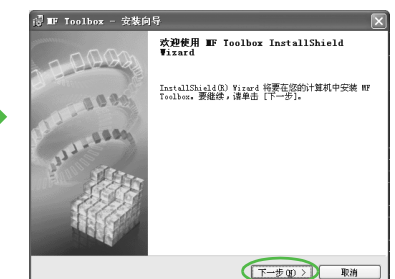 MF Toolbox - 安装向导
欢迎使用 MF Toolbox InstallShield
Wizard
InstallShield(R) Wizard 将要在您的计算机中安装 MF
Toolbox。要继续，请单击 [下一步]。
下一步(N) >
取消